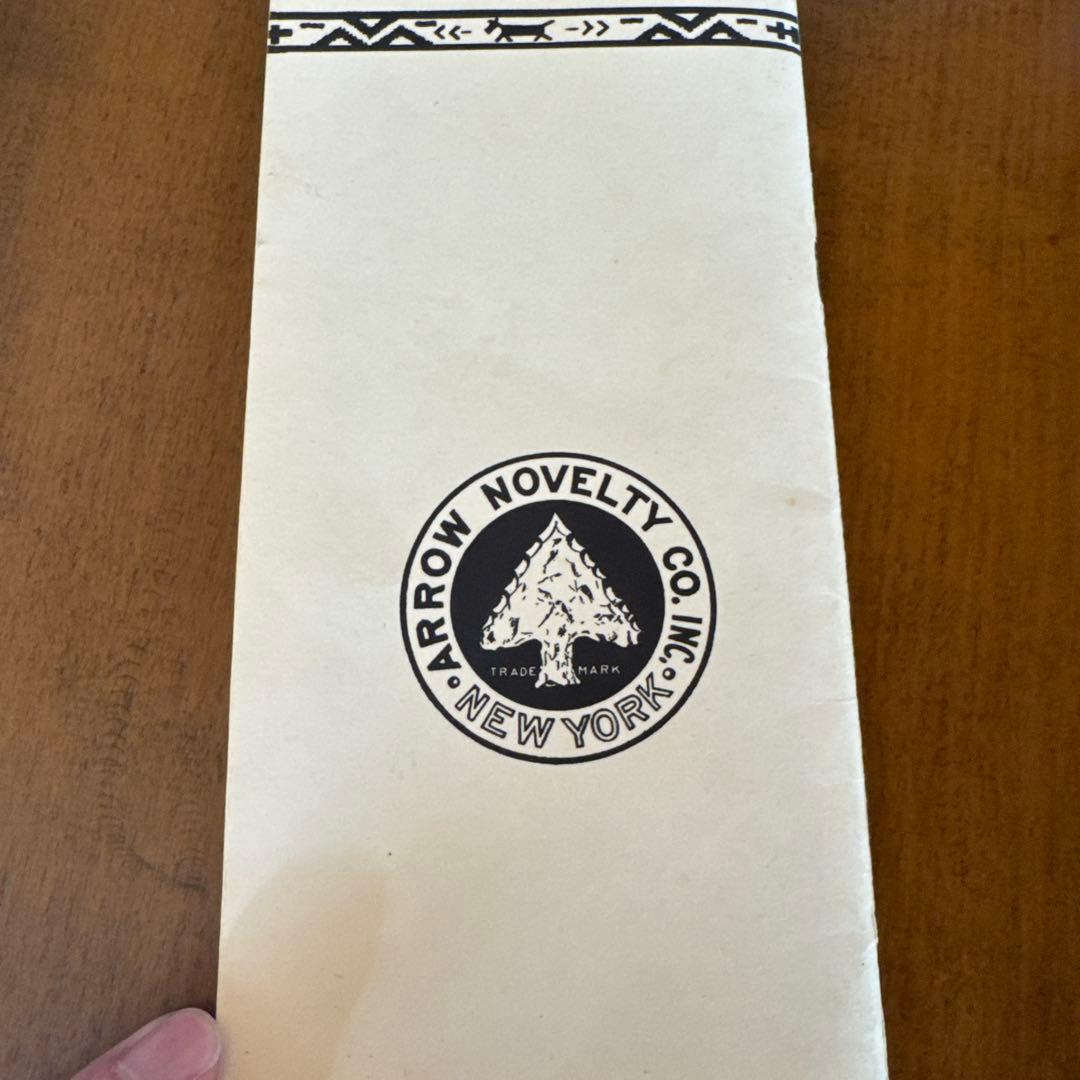 ARROW NOVELTY CO. INC.
TRADE MARK
NEW YORK